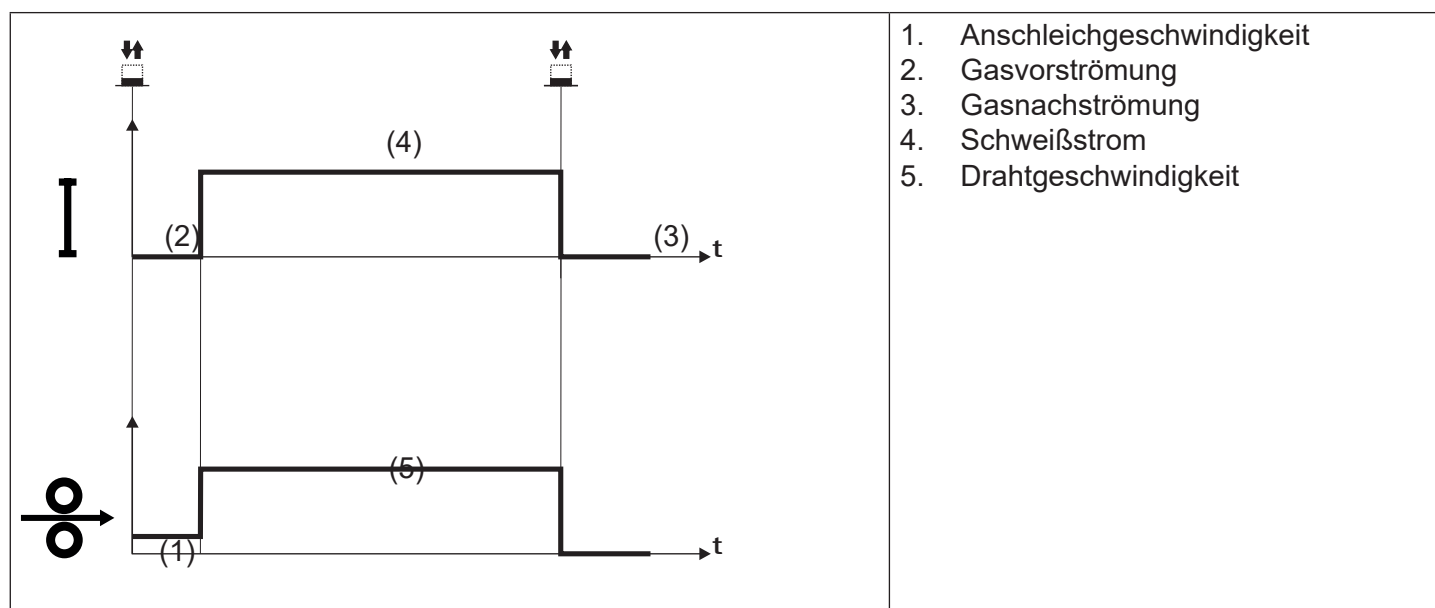 (4)
(2)
(3)
t
(5)
(1)
t
1. Anschleichgeschwindigkeit
2. Gasvorströmung
3. Gasnachströmung
4. Schweißstrom
5. Drahtgeschwindigkeit